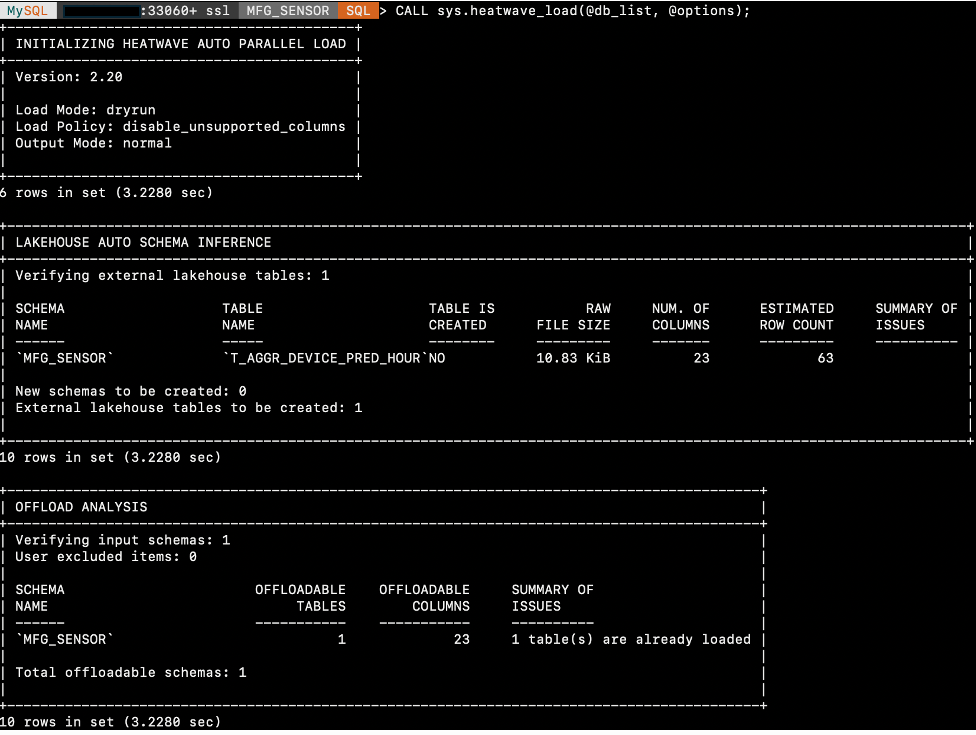 MySQL :33060+ ssl MFG_SENSOR SQL > CALL sys.heatwave_load(@db_list, @options);
+------------------------------------------+
| INITIALIZING HEATWAVE AUTO PARALLEL LOAD |
+------------------------------------------+
| Version: 2.20                            |
|                                          |
| Load Mode: dryrun                        |
| Load Policy: disable_unsupported_columns |
| Output Mode: normal                      |
|                                          |
+------------------------------------------+
6 rows in set (3.2280 sec)

+--------------------------------------------------------------------------------------------------------------------+
| LAKEHOUSE AUTO SCHEMA INFERENCE                                                                                    |
+--------------------------------------------------------------------------------------------------------------------+
| Verifying external lakehouse tables: 1                                                                             |
|                                                                                                                    |
| SCHEMA                   TABLE                    TABLE IS           RAW     NUM. OF      ESTIMATED     SUMMARY OF |
| NAME                     NAME                     CREATED      FILE SIZE     COLUMNS      ROW COUNT     ISSUES     |
| ------                   -----                    --------     ---------     -------      ---------     ---------- |
| `MFG_SENSOR`             `T_AGGR_DEVICE_PRED_HOUR`NO           10.83 KiB          23             63                |
|                                                                                                                    |
| New schemas to be created: 0                                                                                       |
| External lakehouse tables to be created: 1                                                                         |
|                                                                                                                    |
+--------------------------------------------------------------------------------------------------------------------+
10 rows in set (3.2280 sec)

+-------------------------------------------------------------------------------------------+
| OFFLOAD ANALYSIS                                                                          |
+-------------------------------------------------------------------------------------------+
| Verifying input schemas: 1                                                                |
| User excluded items: 0                                                                    |
|                                                                                           |
| SCHEMA                       OFFLOADABLE    OFFLOADABLE     SUMMARY OF                    |
| NAME                              TABLES        COLUMNS     ISSUES                        |
| ------                       -----------    -----------     ----------                    |
| `MFG_SENSOR`                           1             23     1 table(s) are already loaded |
|                                                                                           |
| Total offloadable schemas: 1                                                              |
|                                                                                           |
+-------------------------------------------------------------------------------------------+
10 rows in set (3.2280 sec)